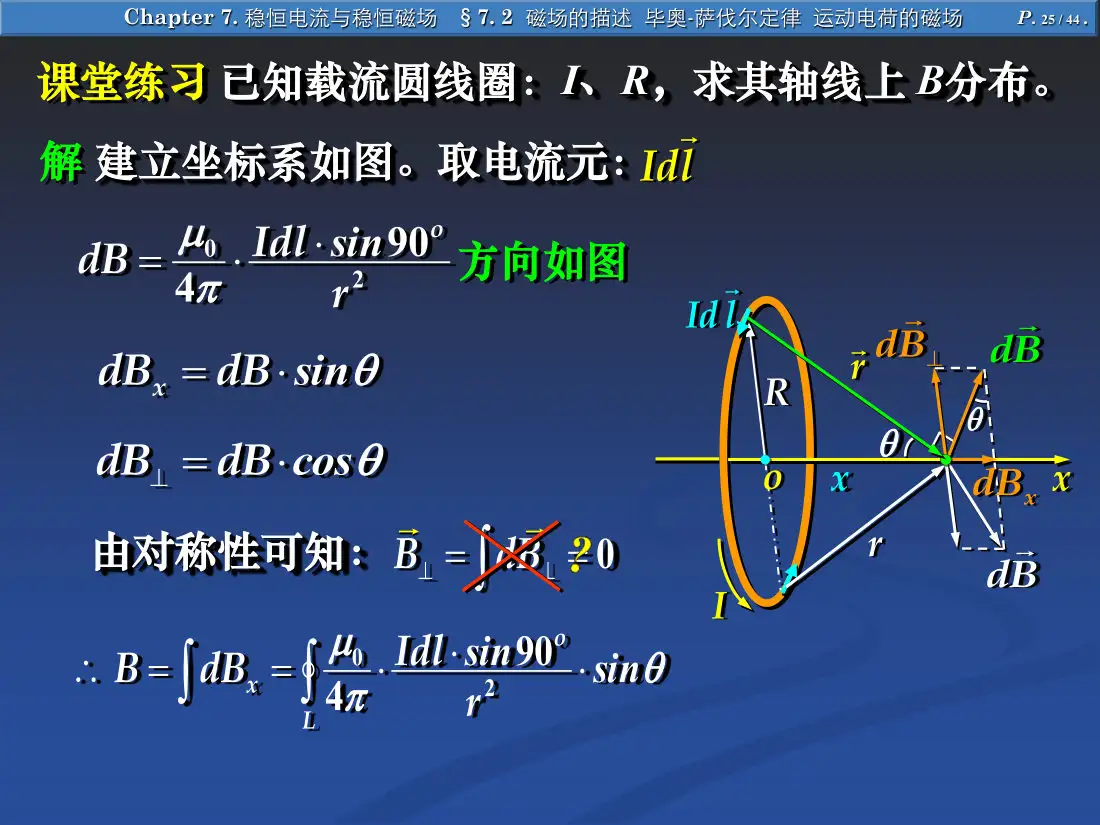 Chapter 7. 稳恒电流与稳恒磁场 §7. 2 磁场的描述 毕奥-萨伐尔定律 运动电荷的磁场 P. 25 / 44 .
课堂练习 已知载流圆线圈：I、R，求其轴线上 B分布。
解 建立坐标系如图。取电流元： Idl⃗
dB = μ₀/4π · Idl · sin90º/r² 方向如图
dBₓ = dB · sinθ
dB⊥ = dB · cosθ
由对称性可知： B⃗⊥ = ∫dB⃗⊥ = 0 ?
∴ B = ∫dBₓ = ∮L μ₀/4π · Idl · sin90º/r² · sinθ
Id l⃗
R
r⃗
dB⃗⊥
dB⃗
θ
θ
o
x
dBₓ
x
r
dB⃗
I